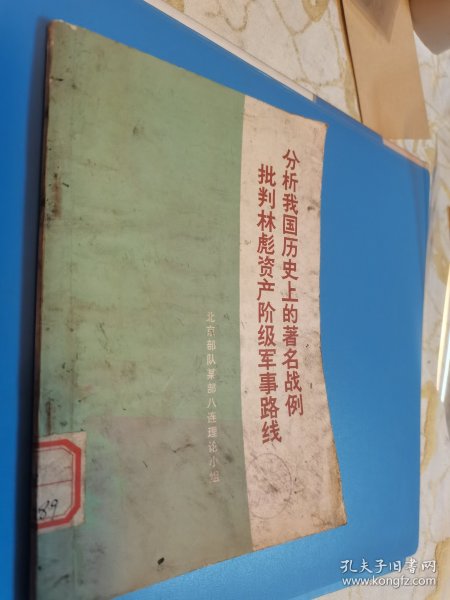 分析我国历史上的著名战例
批判林彪资产阶级军事路线
北京部队某部八连理论小组
89
孔夫子旧书网
www.kongfz.com